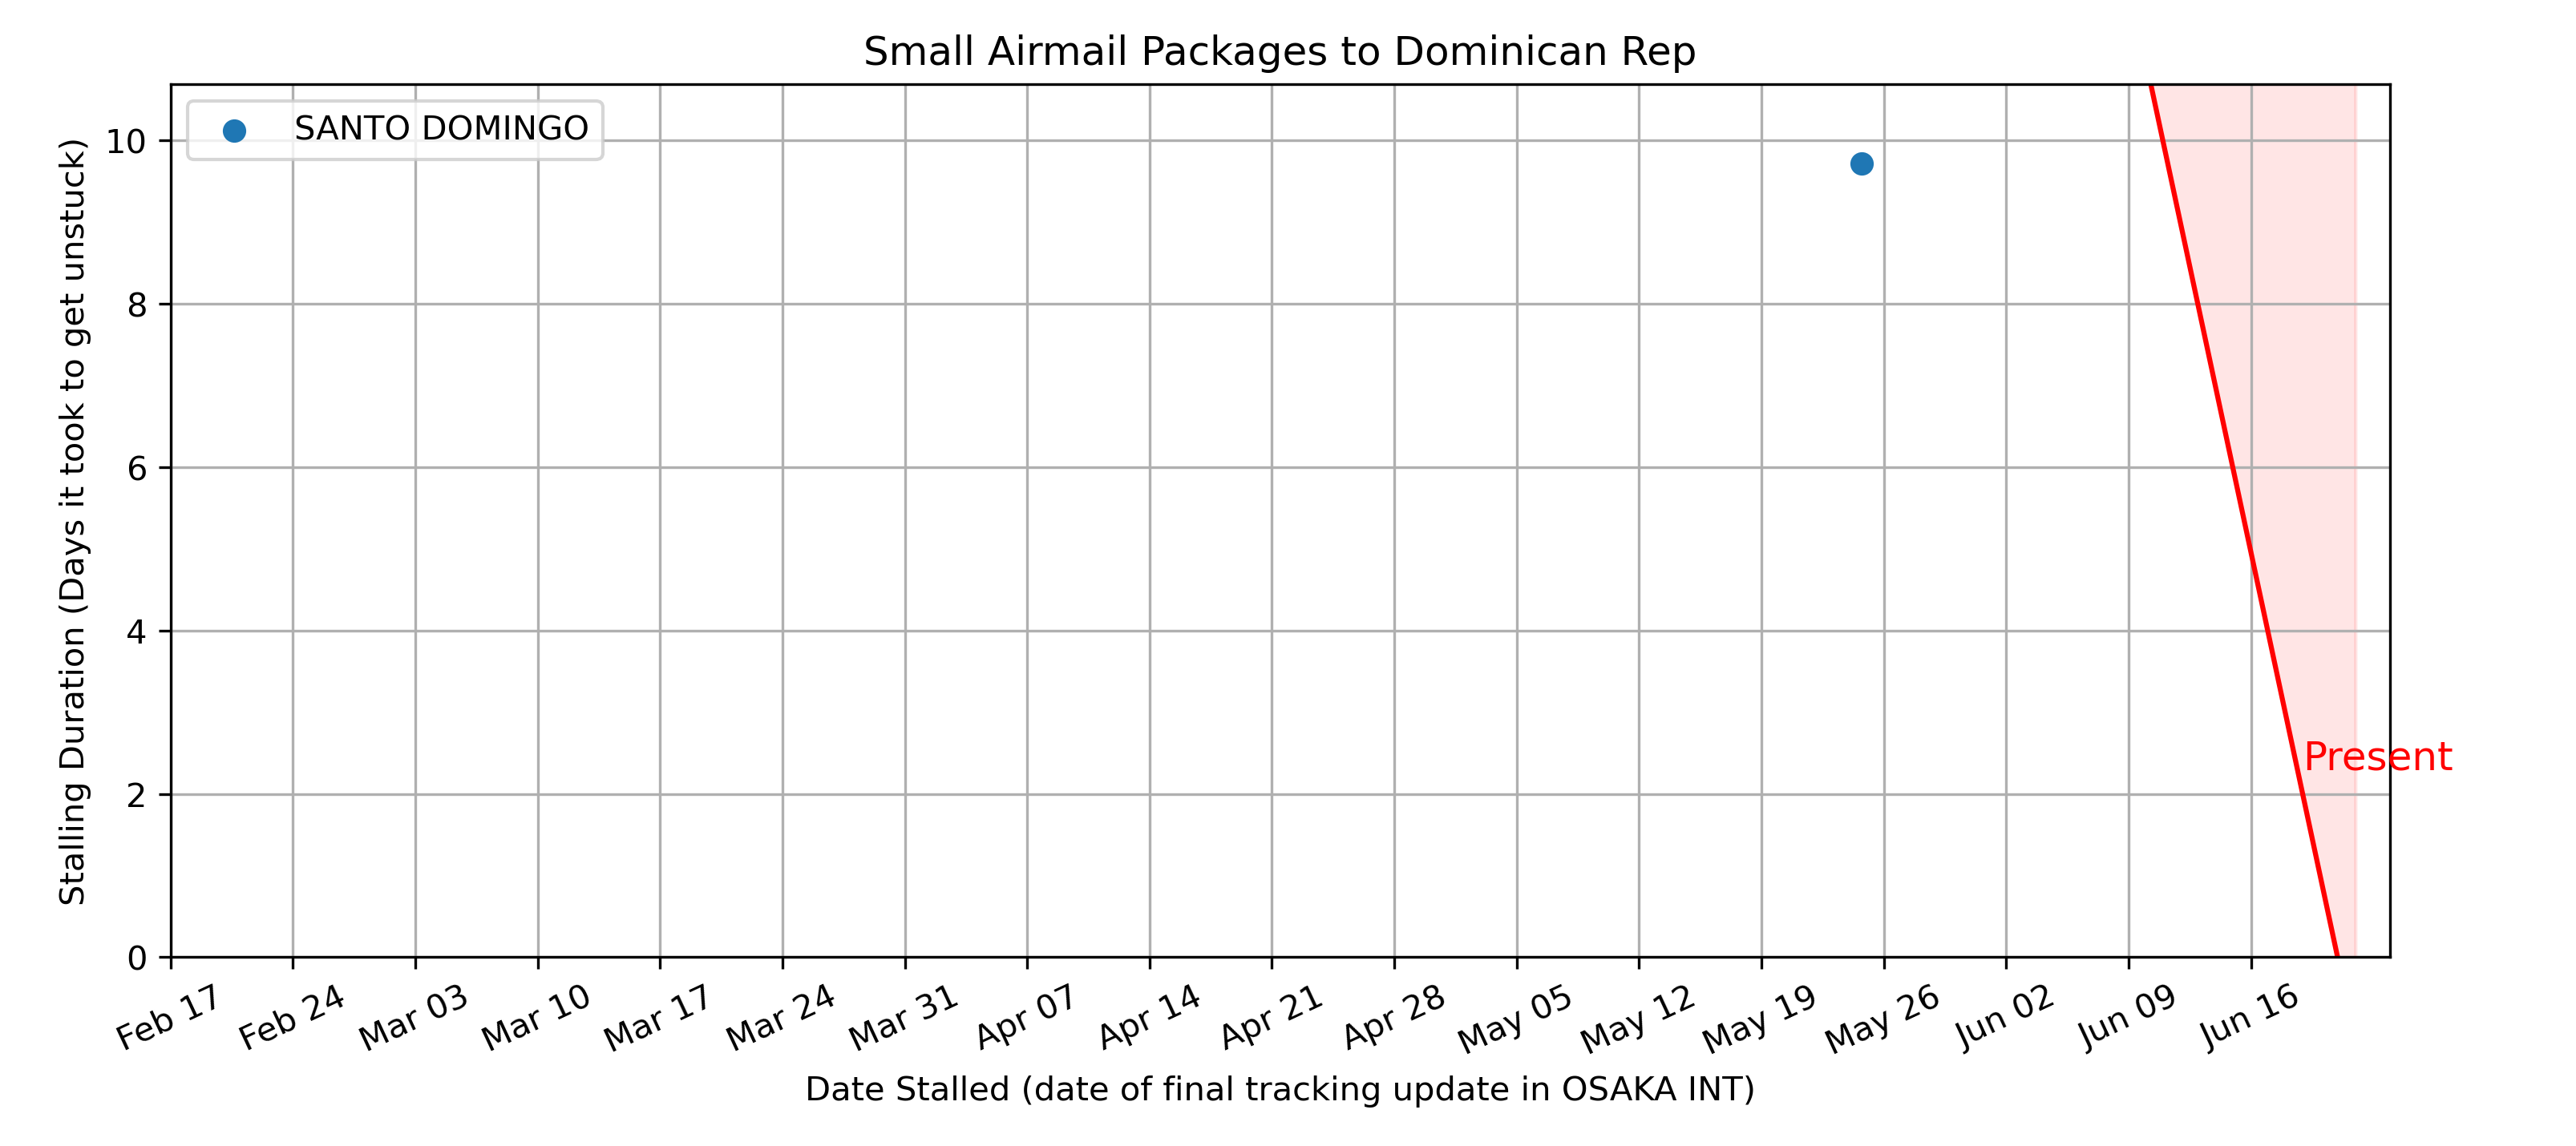 Small Airmail Packages to Dominican Rep
SANTO DOMINGO
Stalling Duration (Days it took to get unstuck)
10
8
6
4
2
0
Present
Feb 17
Feb 24
Mar 03
Mar 10
Mar 17
Mar 24
Mar 31
Apr 07
Apr 14
Apr 21
Apr 28
May 05
May 12
May 19
May 26
Jun 02
Jun 09
Jun 16
Date Stalled (date of final tracking update in OSAKA INT)